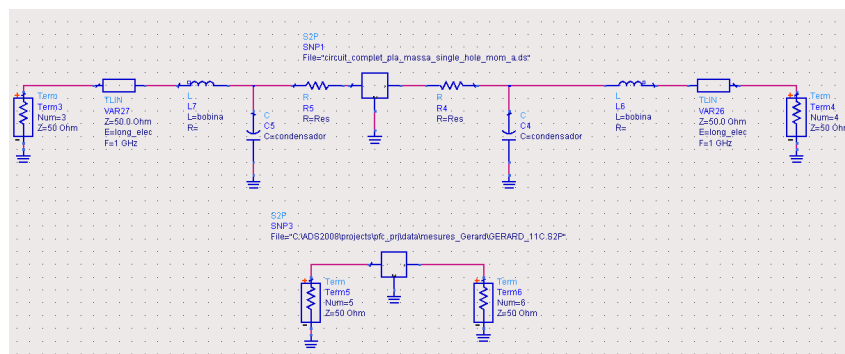 S2P
SNP1
File="circuit_complet_pla_massa_single_hole_mom_a.ds"
Term
Term3
Num=3
Z=50 Ohm
TLIN
VAR27
Z=50.0 Ohm
E=long_elec
F=1 GHz
L
L7
L=bobina
R=
C
C5
C=condensador
R
R5
R=Res
R
R4
R=Res
C
C4
C=condensador
L
L6
L=bobina
R=
TLIN
VAR26
Z=50.0 Ohm
E=long_elec
F=1 GHz
Term
Term4
Num=4
Z=50 Ohm
S2P
SNP3
File="C:\ADS2008\projects\pfc_prj\data\mesures_Gerard\GERARD_11C.S2P"
Term
Term5
Num=5
Z=50 Ohm
Term
Term6
Num=6
Z=50 Ohm